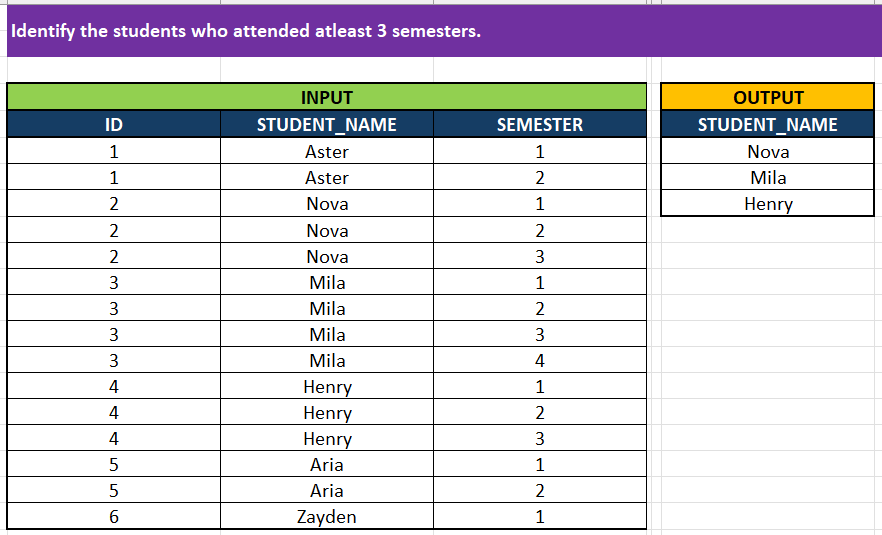 Identify the students who attended atleast 3 semesters.
INPUT OUTPUT
ID STUDENT_NAME SEMESTER STUDENT_NAME
1 Aster 1 Nova
1 Aster 2 Mila
2 Nova 1 Henry
2 Nova 2
2 Nova 3
3 Mila 1
3 Mila 2
3 Mila 3
3 Mila 4
4 Henry 1
4 Henry 2
4 Henry 3
5 Aria 1
5 Aria 2
6 Zayden 1